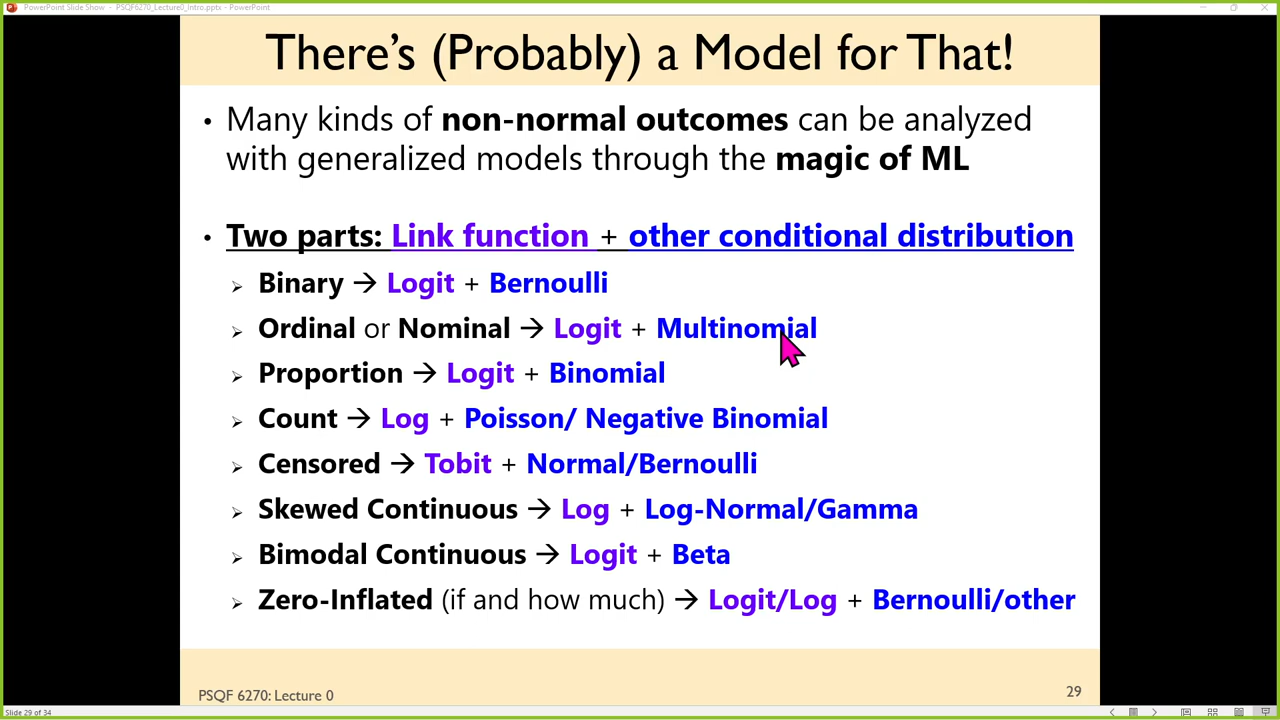 PowerPoint Slide Show - PSQF6270_Lecture0_Intro.ppts - PowerPoint
There's (Probably) a Model for That!
• Many kinds of non-normal outcomes can be analyzed
with generalized models through the magic of ML
• Two parts: Link function + other conditional distribution
➢ Binary → Logit + Bernoulli
➢ Ordinal or Nominal → Logit + Multinomial
➢ Proportion → Logit + Binomial
➢ Count → Log + Poisson/ Negative Binomial
➢ Censored → Tobit + Normal/Bernoulli
➢ Skewed Continuous → Log + Log-Normal/Gamma
➢ Bimodal Continuous → Logit + Beta
➢ Zero-Inflated (if and how much) → Logit/Log + Bernoulli/other
PSQF 6270: Lecture 0
29
Slide 29 of 34